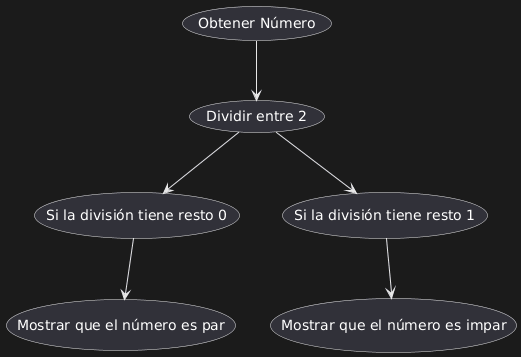 Obtener Número
Dividir entre 2
Si la división tiene resto 0
Si la división tiene resto 1
Mostrar que el número es par
Mostrar que el número es impar